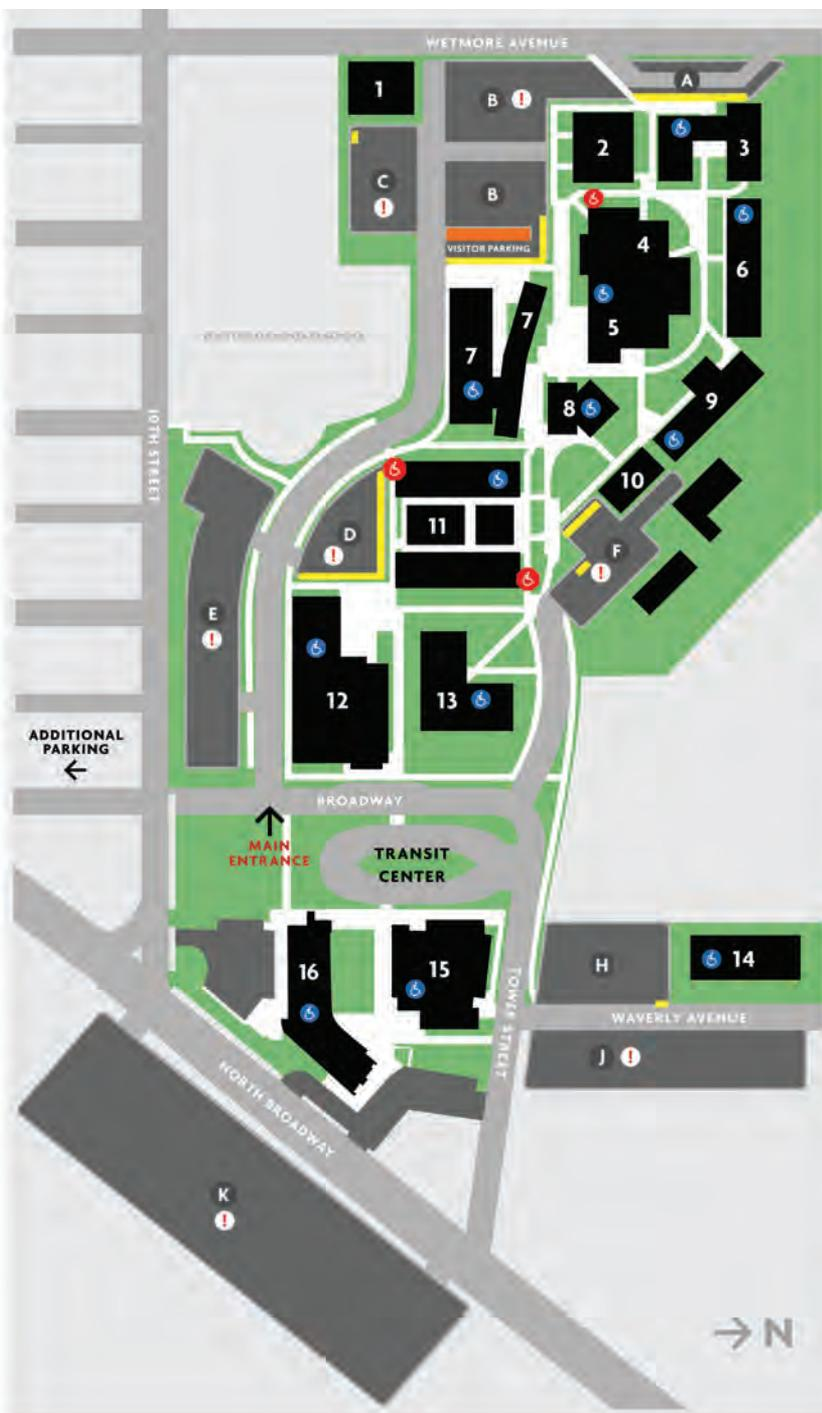 WETMORE AVENUE
1
B !
A
2
3
C
!
B
4
VISITOR PARKING
6
7
7
5
8
9
10TH STREET
10
11
D
!
F
!
E
!
12
13
ADDITIONAL
PARKING
←
BROADWAY
↑
MAIN
ENTRANCE
TRANSIT
CENTER
16
15
H
14
TOWER STREET
WAVERLY AVENUE
J !
NORTH BROADWAY
K
!
→ N